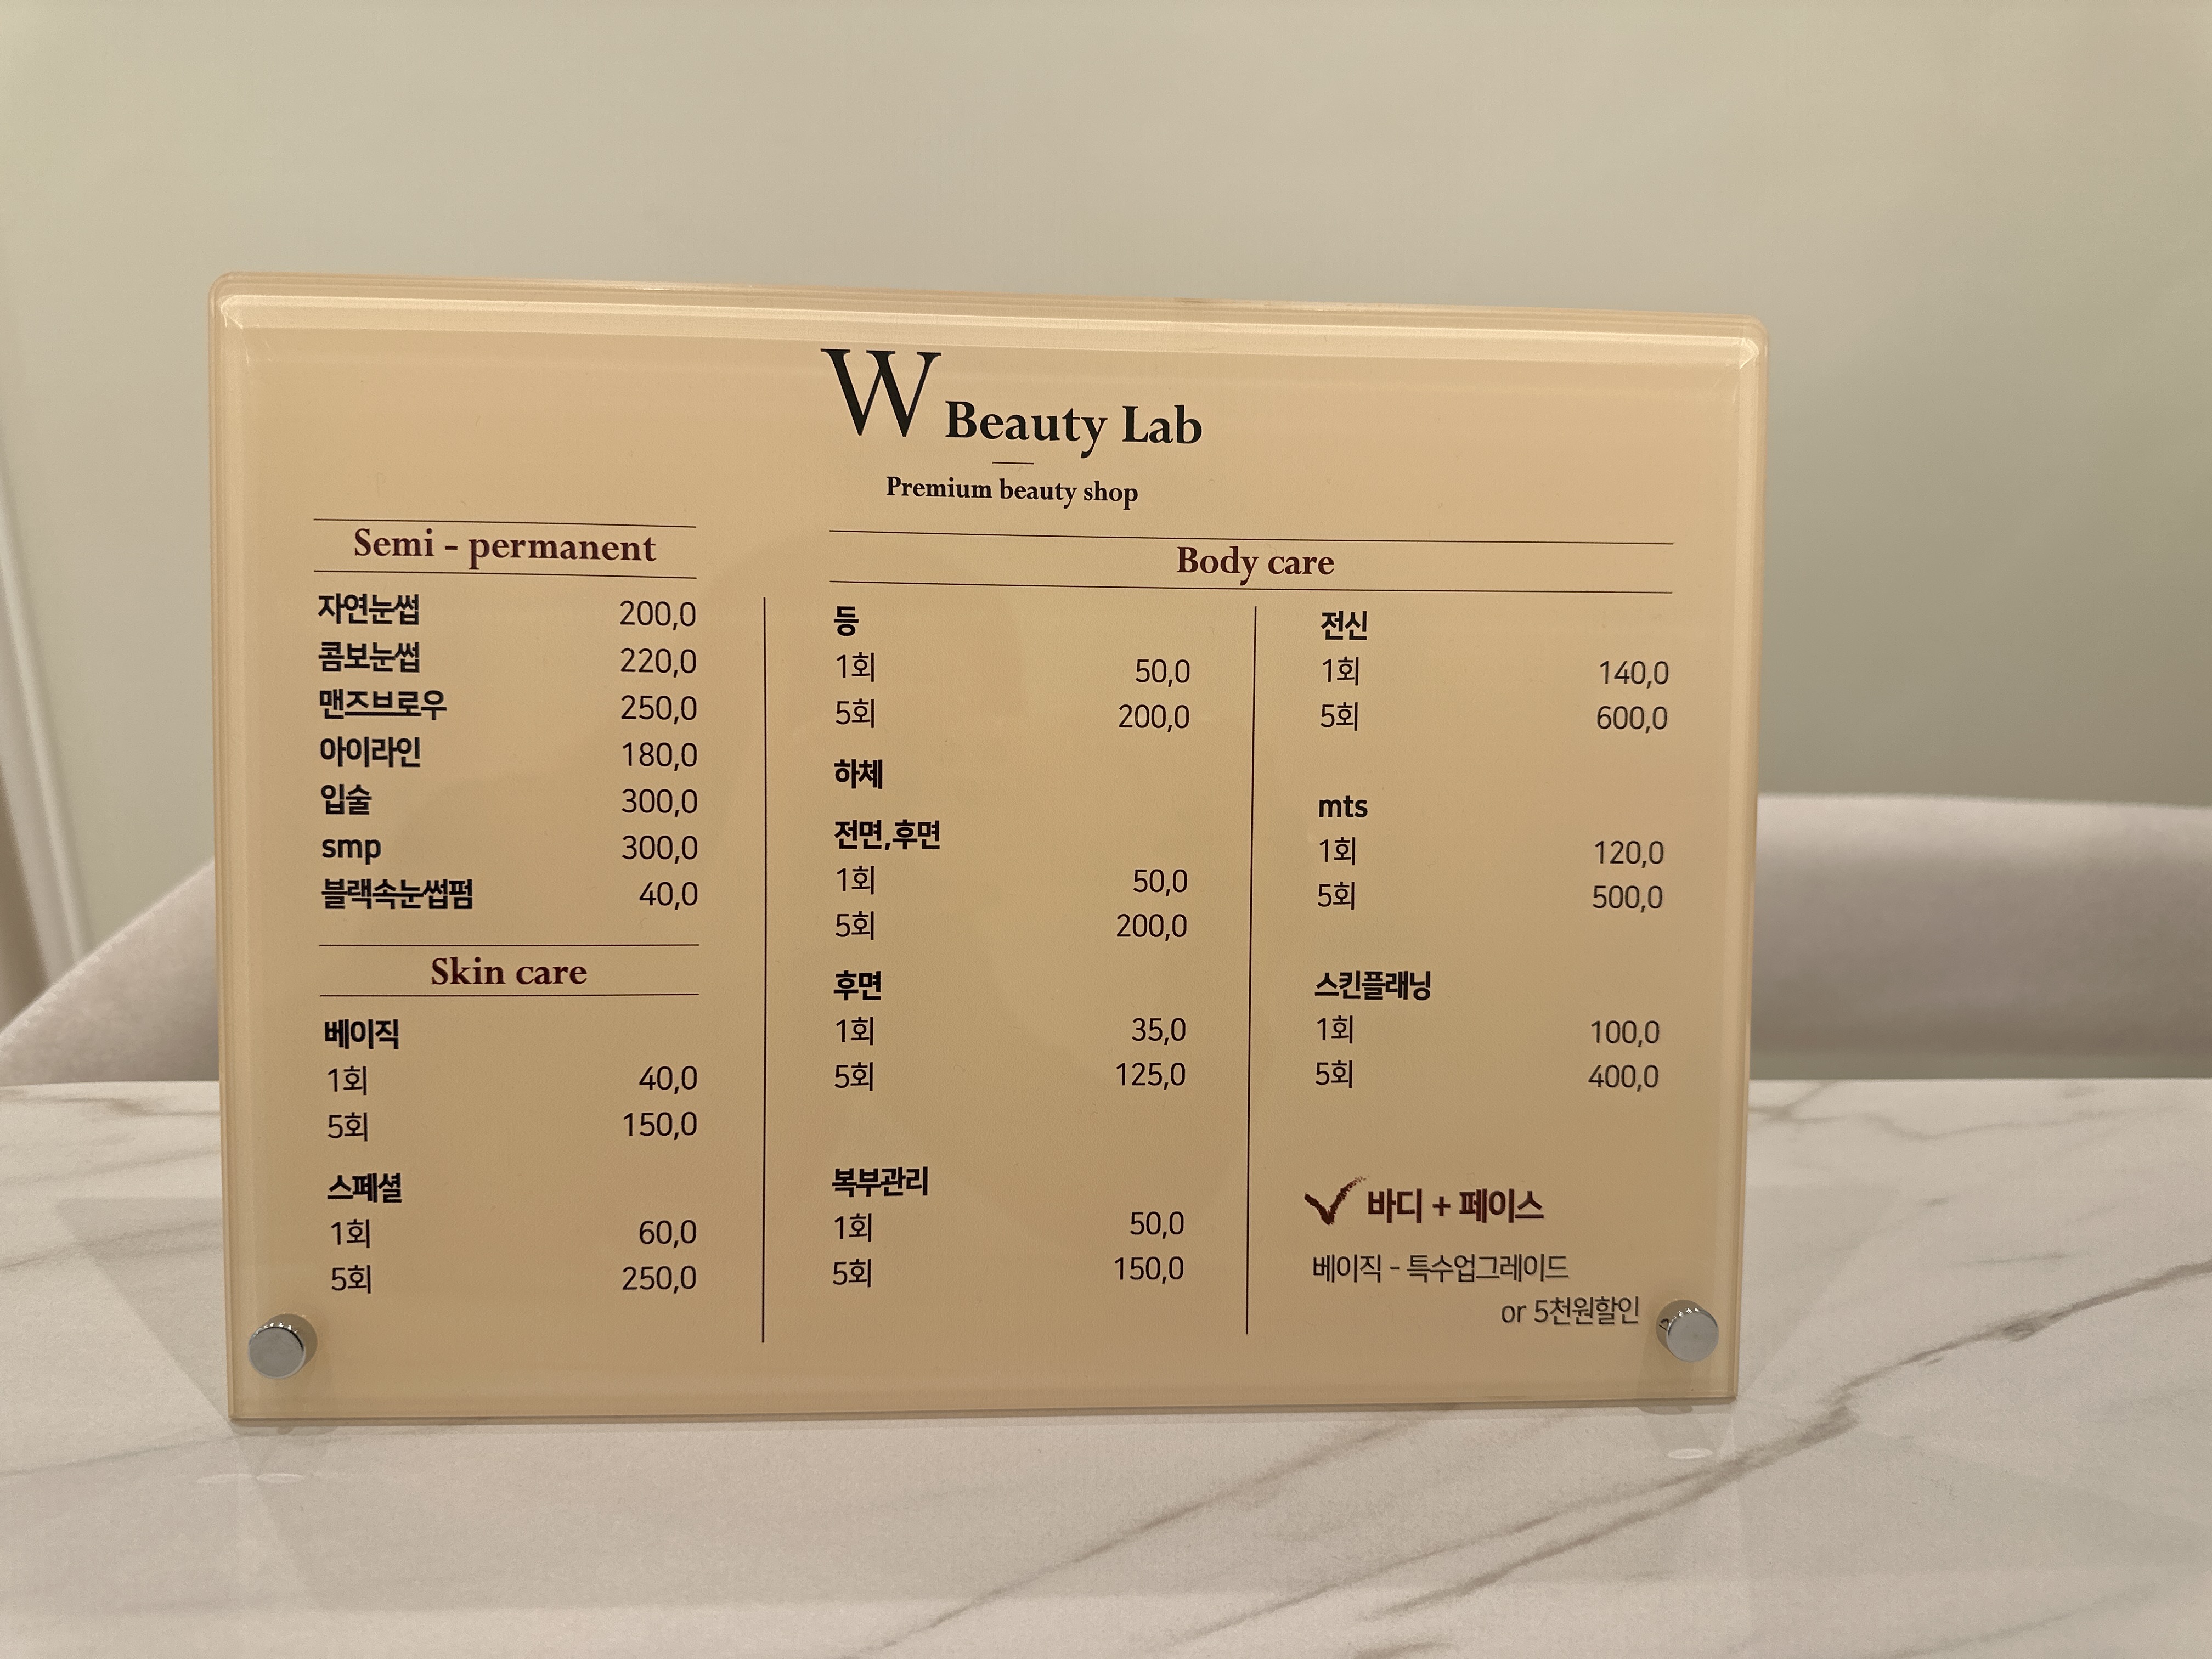 W Beauty Lab
Premium beauty shop
Semi - permanent
자연눈썹 200,0
콤보눈썹 220,0
맨즈브로우 250,0
아이라인 180,0
입술 300,0
smp 300,0
블랙속눈썹펌 40,0
Skin care
베이직
1회 40,0
5회 150,0
스페셜
1회 60,0
5회 250,0
Body care
등
1회 50,0
5회 200,0
하체
전면,후면
1회 50,0
5회 200,0
후면
1회 35,0
5회 125,0
복부관리
1회 50,0
5회 150,0
전신
1회 140,0
5회 600,0
mts
1회 120,0
5회 500,0
스킨플래닝
1회 100,0
5회 400,0
바디 + 페이스
베이직 - 특수업그레이드
or 5천원할인